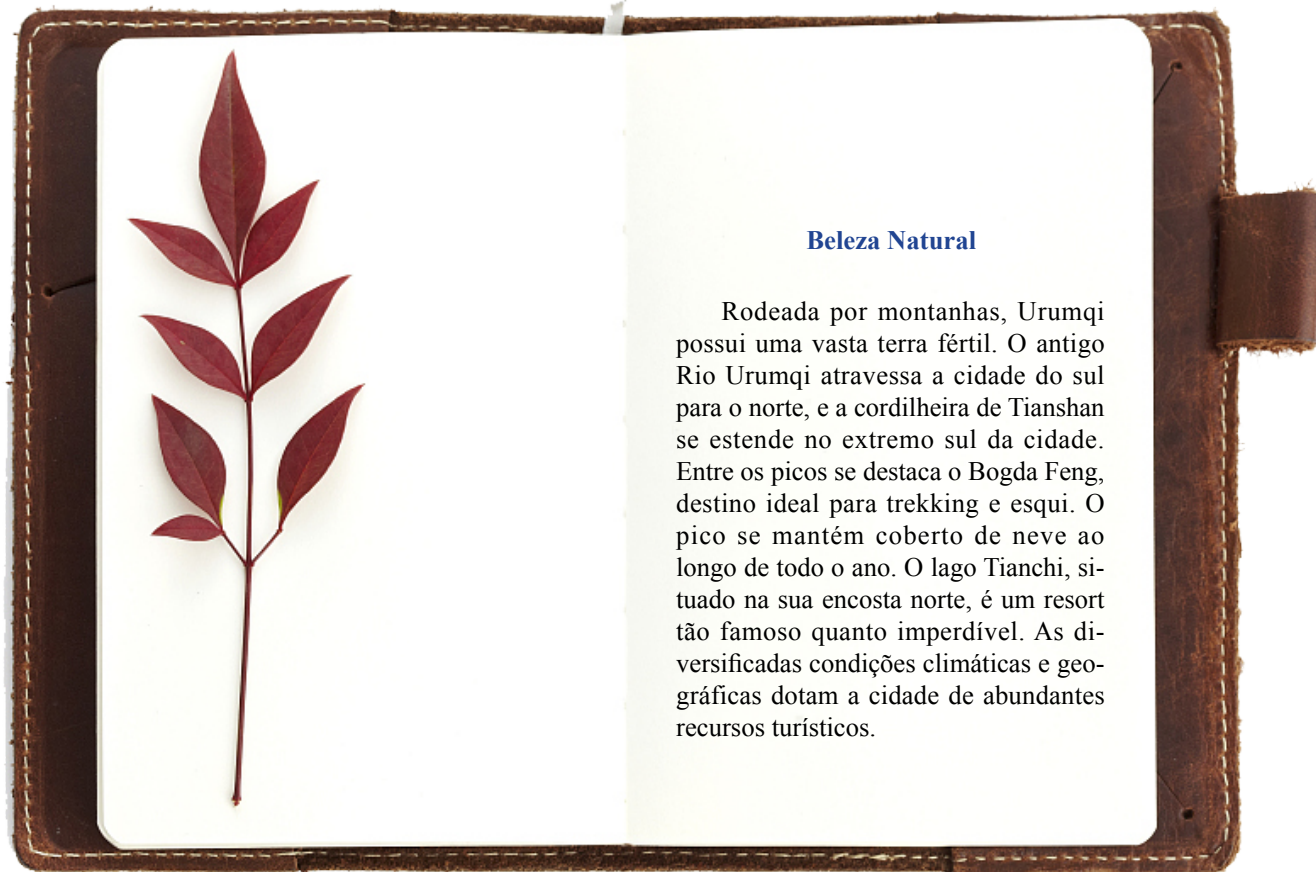 Beleza Natural
Rodeada por montanhas, Urumqi
possui uma vasta terra fértil. O antigo
Rio Urumqi atravessa a cidade do sul
para o norte, e a cordilheira de Tianshan
se estende no extremo sul da cidade.
Entre os picos se destaca o Bogda Feng,
destino ideal para trekking e esqui. O
pico se mantém coberto de neve ao
longo de todo o ano. O lago Tianchi, si-
tuado na sua encosta norte, é um resort
tão famoso quanto imperdível. As di-
versificadas condições climáticas e geo-
gráficas dotam a cidade de abundantes
recursos turísticos.